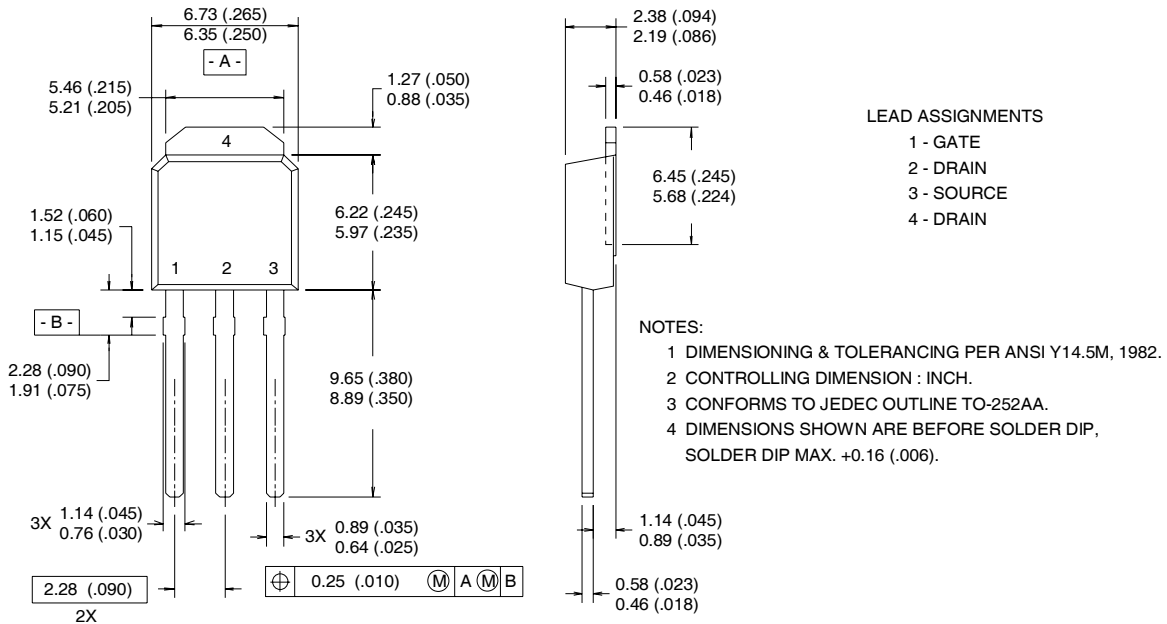 6.73 (.265)
6.35 (.250)
- A -
5.46 (.215)
5.21 (.205)
1.27 (.050)
0.88 (.035)
4
1.52 (.060)
1.15 (.045)
6.22 (.245)
5.97 (.235)
1 2 3
- B -
2.28 (.090)
1.91 (.075)
9.65 (.380)
8.89 (.350)
3X 1.14 (.045)
0.76 (.030)
3X 0.89 (.035)
0.64 (.025)
2.28 (.090)
2X
⌖ 0.25 (.010) Ⓜ A Ⓜ B
2.38 (.094)
2.19 (.086)
0.58 (.023)
0.46 (.018)
6.45 (.245)
5.68 (.224)
1.14 (.045)
0.89 (.035)
0.58 (.023)
0.46 (.018)
LEAD ASSIGNMENTS
1 - GATE
2 - DRAIN
3 - SOURCE
4 - DRAIN
NOTES:
1 DIMENSIONING & TOLERANCING PER ANSI Y14.5M, 1982.
2 CONTROLLING DIMENSION : INCH.
3 CONFORMS TO JEDEC OUTLINE TO-252AA.
4 DIMENSIONS SHOWN ARE BEFORE SOLDER DIP,
SOLDER DIP MAX. +0.16 (.006).